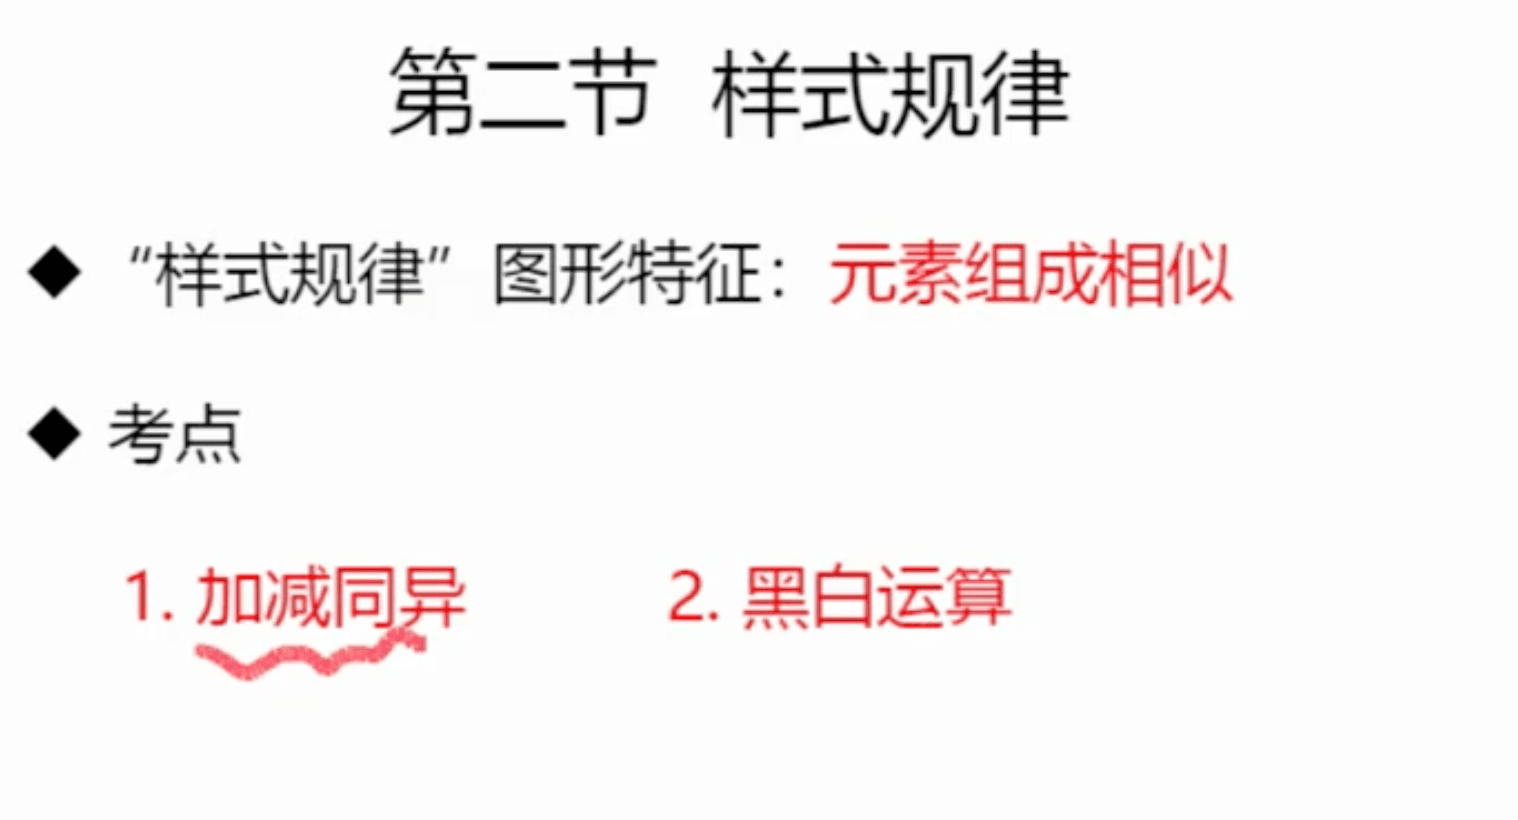 第二节 样式规律
◆ “样式规律”图形特征：元素组成相似
◆ 考点
1. 加减同异 2. 黑白运算